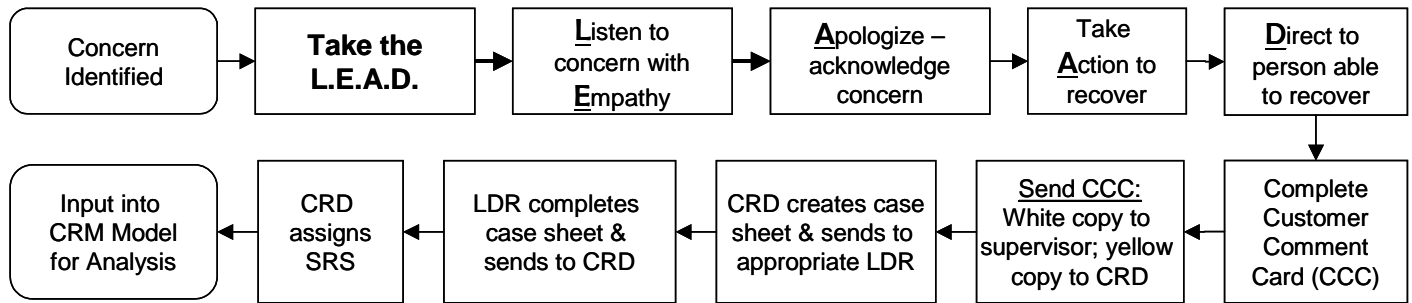 Concern
Identified
Take the
L.E.A.D.
Listen to
concern with
Empathy
Apologize –
acknowledge
concern
Take
Action to
recover
Direct to
person able
to recover
Complete
Customer
Comment
Card (CCC)
Send CCC:
White copy to
supervisor; yellow
copy to CRD
CRD creates case
sheet & sends to
appropriate LDR
LDR completes
case sheet &
sends to CRD
CRD
assigns
SRS
Input into
CRM Model
for Analysis